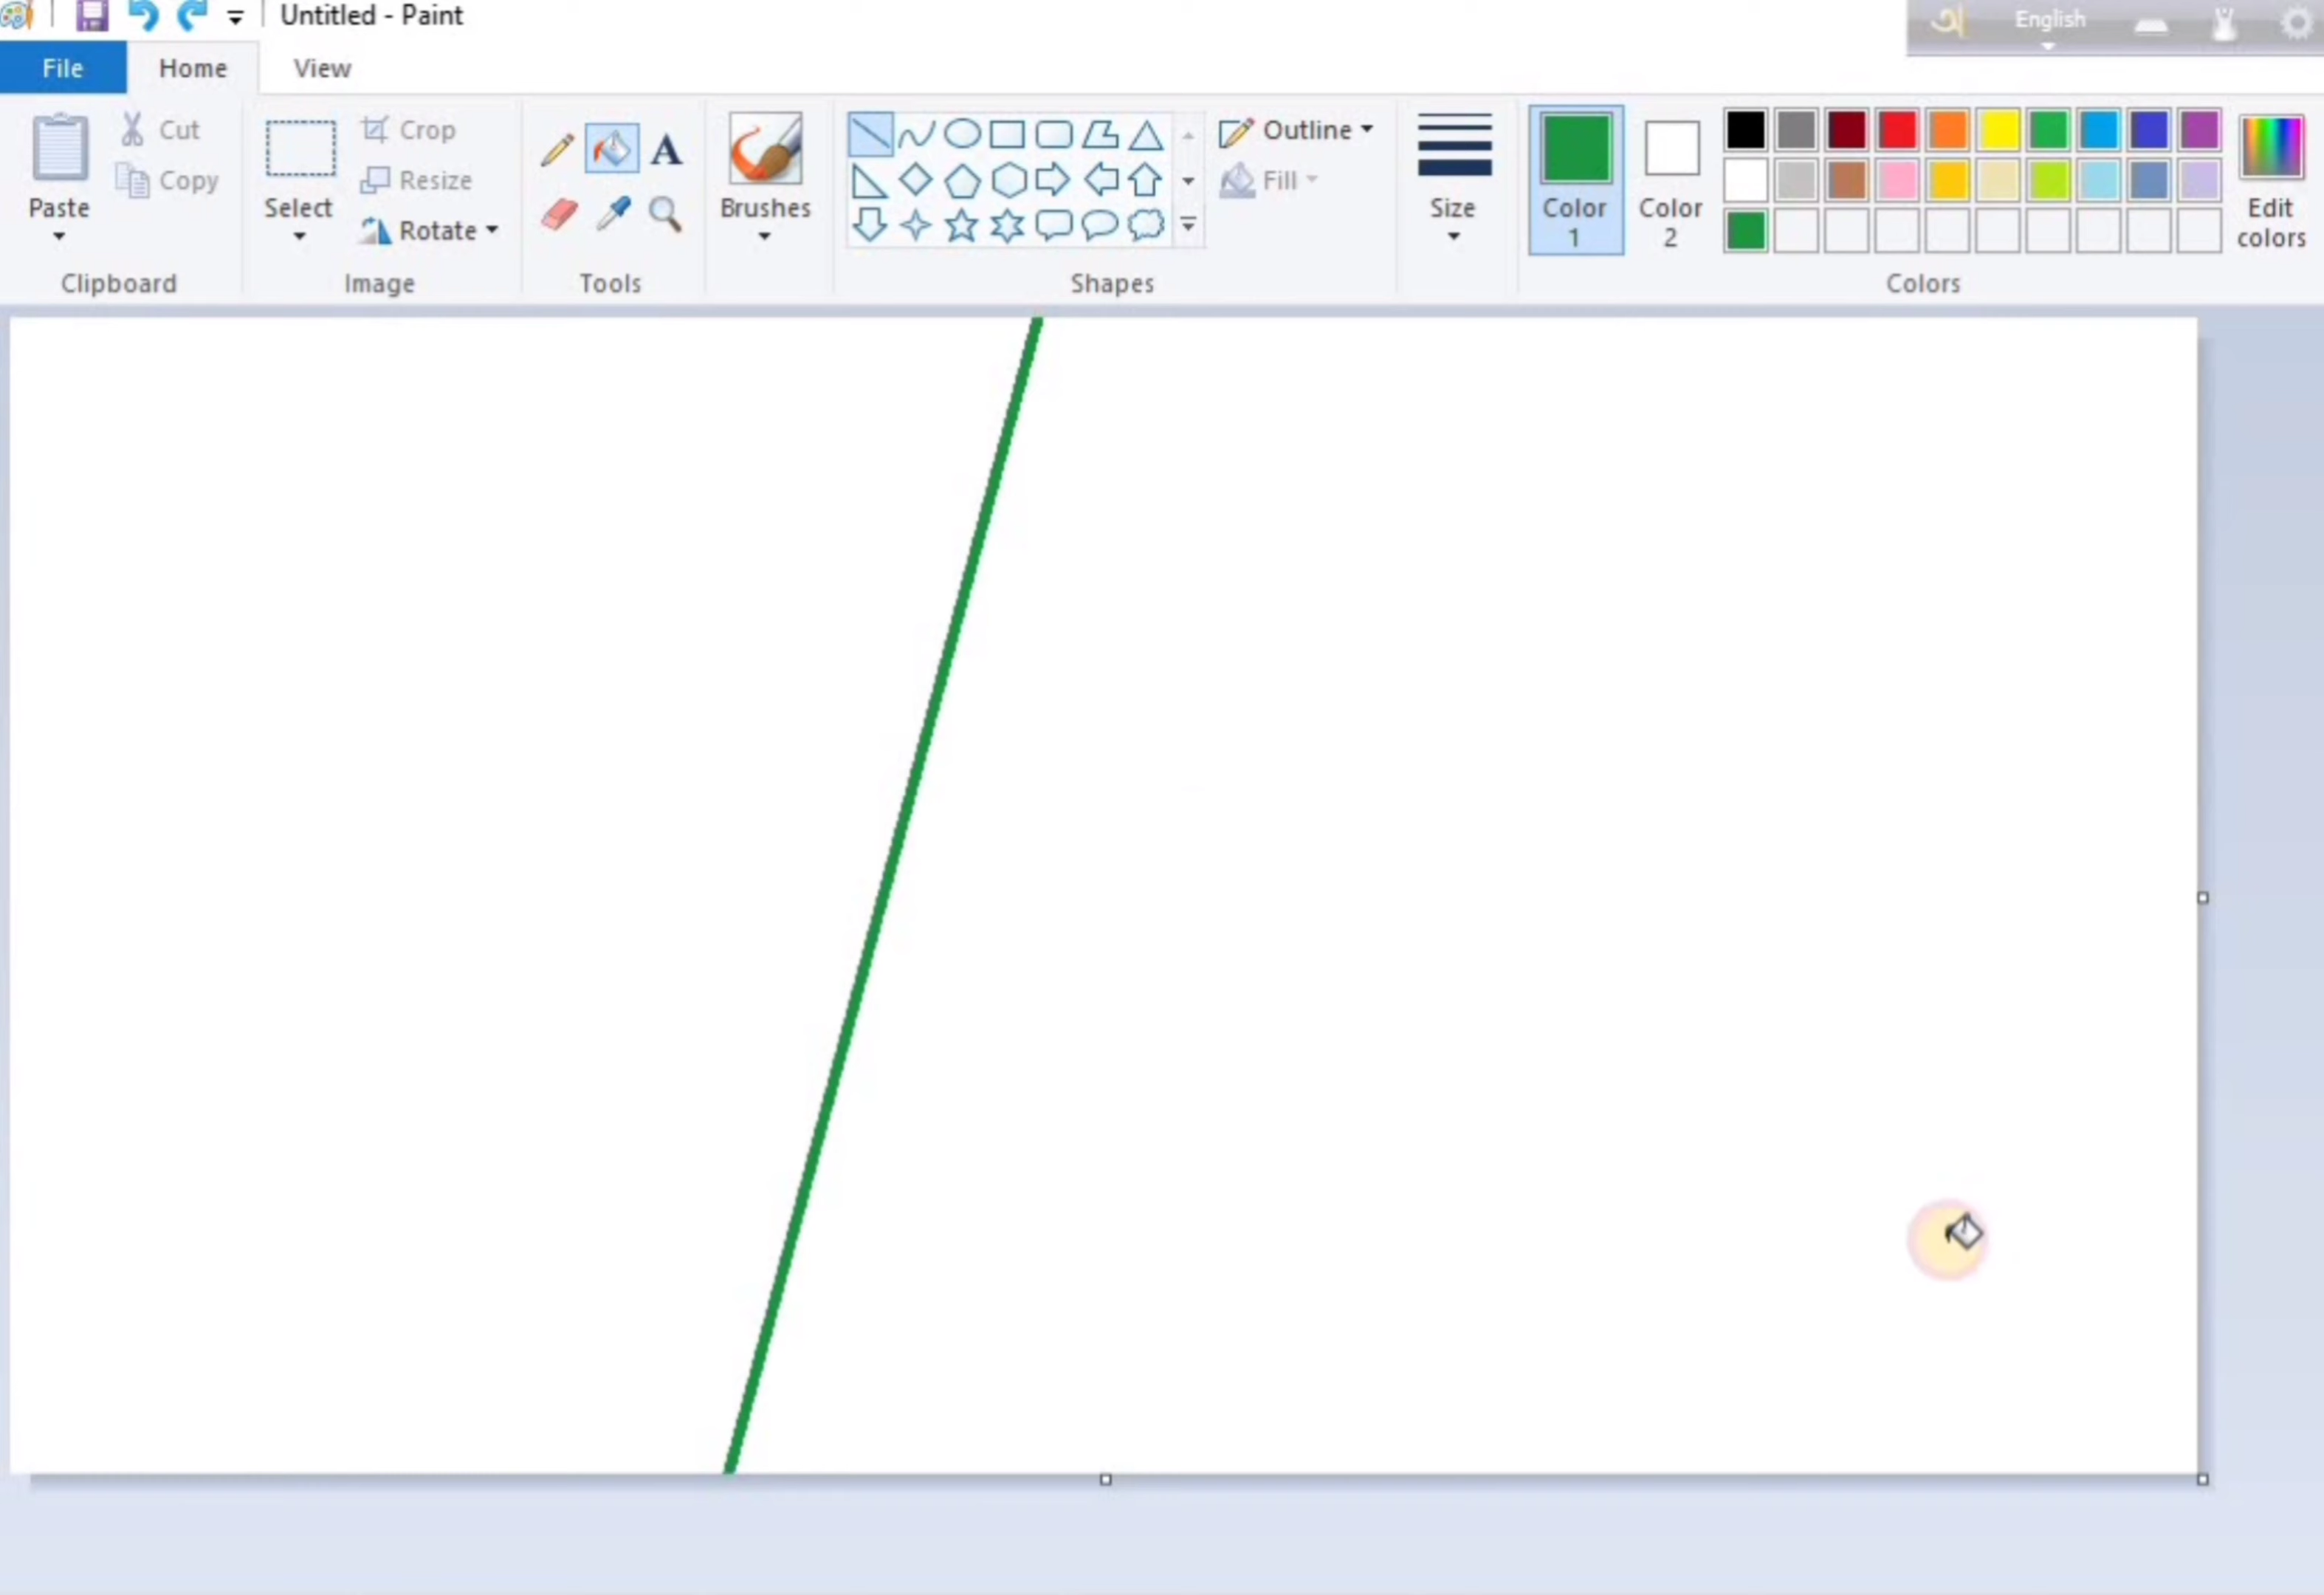 Untitled - Paint
অ English
File Home View
Paste Cut Copy
Select Crop Resize Rotate
A
Brushes
Outline
Fill
Size
Color 1
Color 2
Edit colors
Clipboard Image Tools Shapes Colors